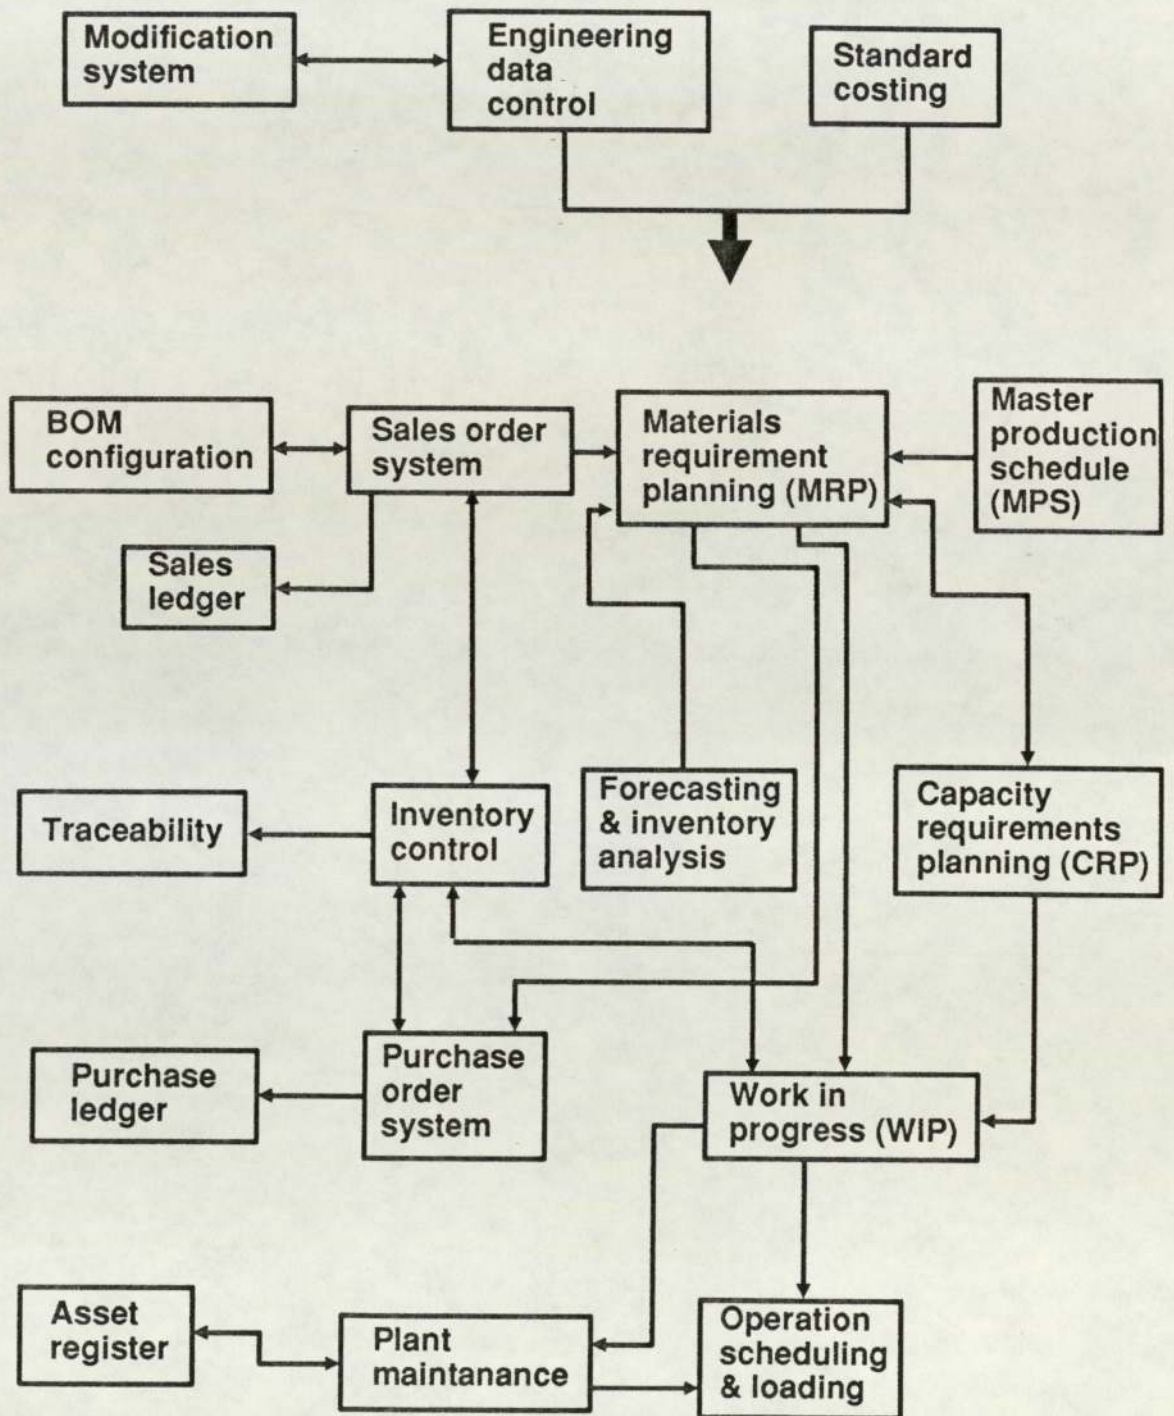 Modification
system
Engineering
data
control
Standard
costing
BOM
configuration
Sales order
system
Materials
requirement
planning (MRP)
Master
production
schedule
(MPS)
Sales
ledger
Traceability
Inventory
control
Forecasting
& inventory
analysis
Capacity
requirements
planning (CRP)
Purchase
ledger
Purchase
order
system
Work in
progress (WIP)
Asset
register
Plant
maintanance
Operation
scheduling
& loading